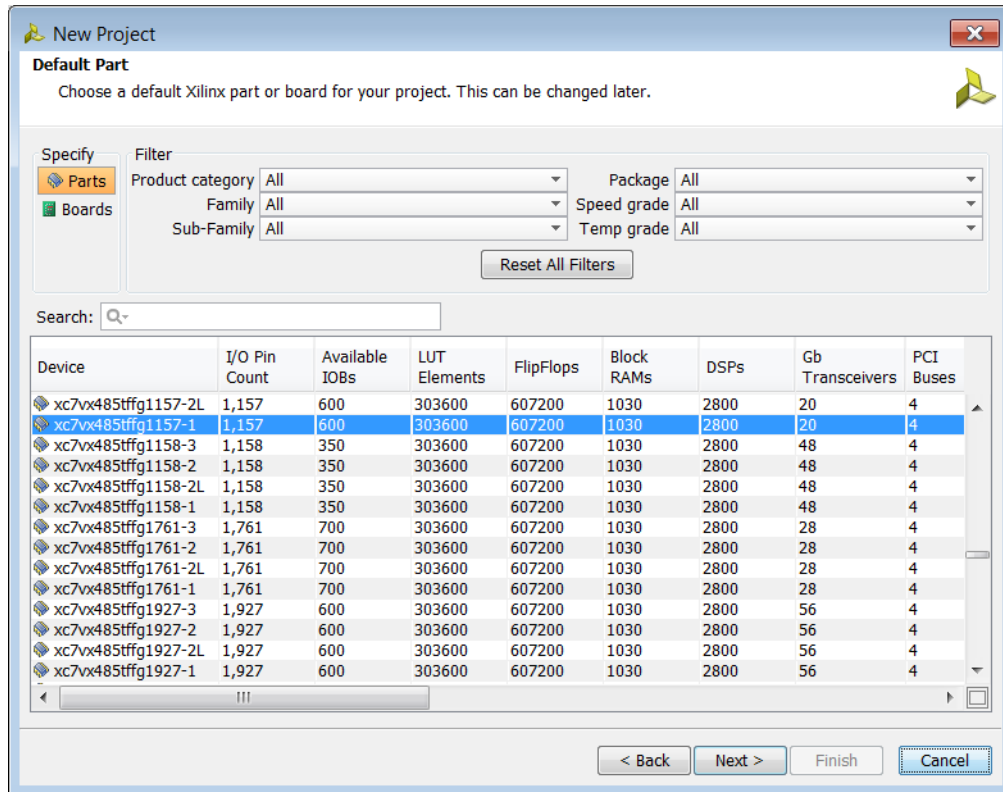 New Project
Default Part
Choose a default Xilinx part or board for your project. This can be changed later.
Specify Filter
Parts Product category All Package All
Boards Family All Speed grade All
Sub-Family All Temp grade All
Reset All Filters
Search:
Device I/O Pin Count Available IOBs LUT Elements FlipFlops Block RAMs DSPs Gb Transceivers PCI Buses
xc7vx485tffg1157-2L 1,157 600 303600 607200 1030 2800 20 4
xc7vx485tffg1157-1 1,157 600 303600 607200 1030 2800 20 4
xc7vx485tffg1158-3 1,158 350 303600 607200 1030 2800 48 4
xc7vx485tffg1158-2 1,158 350 303600 607200 1030 2800 48 4
xc7vx485tffg1158-2L 1,158 350 303600 607200 1030 2800 48 4
xc7vx485tffg1158-1 1,158 350 303600 607200 1030 2800 48 4
xc7vx485tffg1761-3 1,761 700 303600 607200 1030 2800 28 4
xc7vx485tffg1761-2 1,761 700 303600 607200 1030 2800 28 4
xc7vx485tffg1761-2L 1,761 700 303600 607200 1030 2800 28 4
xc7vx485tffg1761-1 1,761 700 303600 607200 1030 2800 28 4
xc7vx485tffg1927-3 1,927 600 303600 607200 1030 2800 56 4
xc7vx485tffg1927-2 1,927 600 303600 607200 1030 2800 56 4
xc7vx485tffg1927-2L 1,927 600 303600 607200 1030 2800 56 4
xc7vx485tffg1927-1 1,927 600 303600 607200 1030 2800 56 4
< Back Next > Finish Cancel